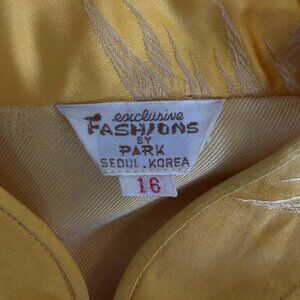 exclusive
FASHIONS
BY
PARK
SEOUL, KOREA
16